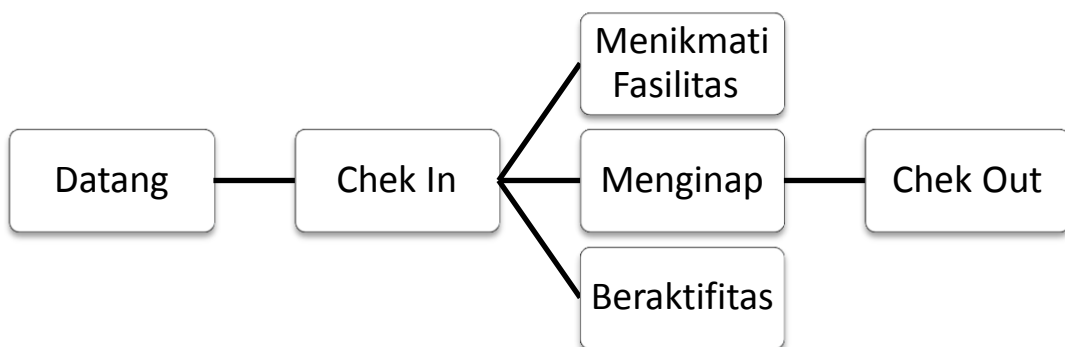 Datang
Chek In
Menikmati
Fasilitas
Menginap
Beraktifitas
Chek Out